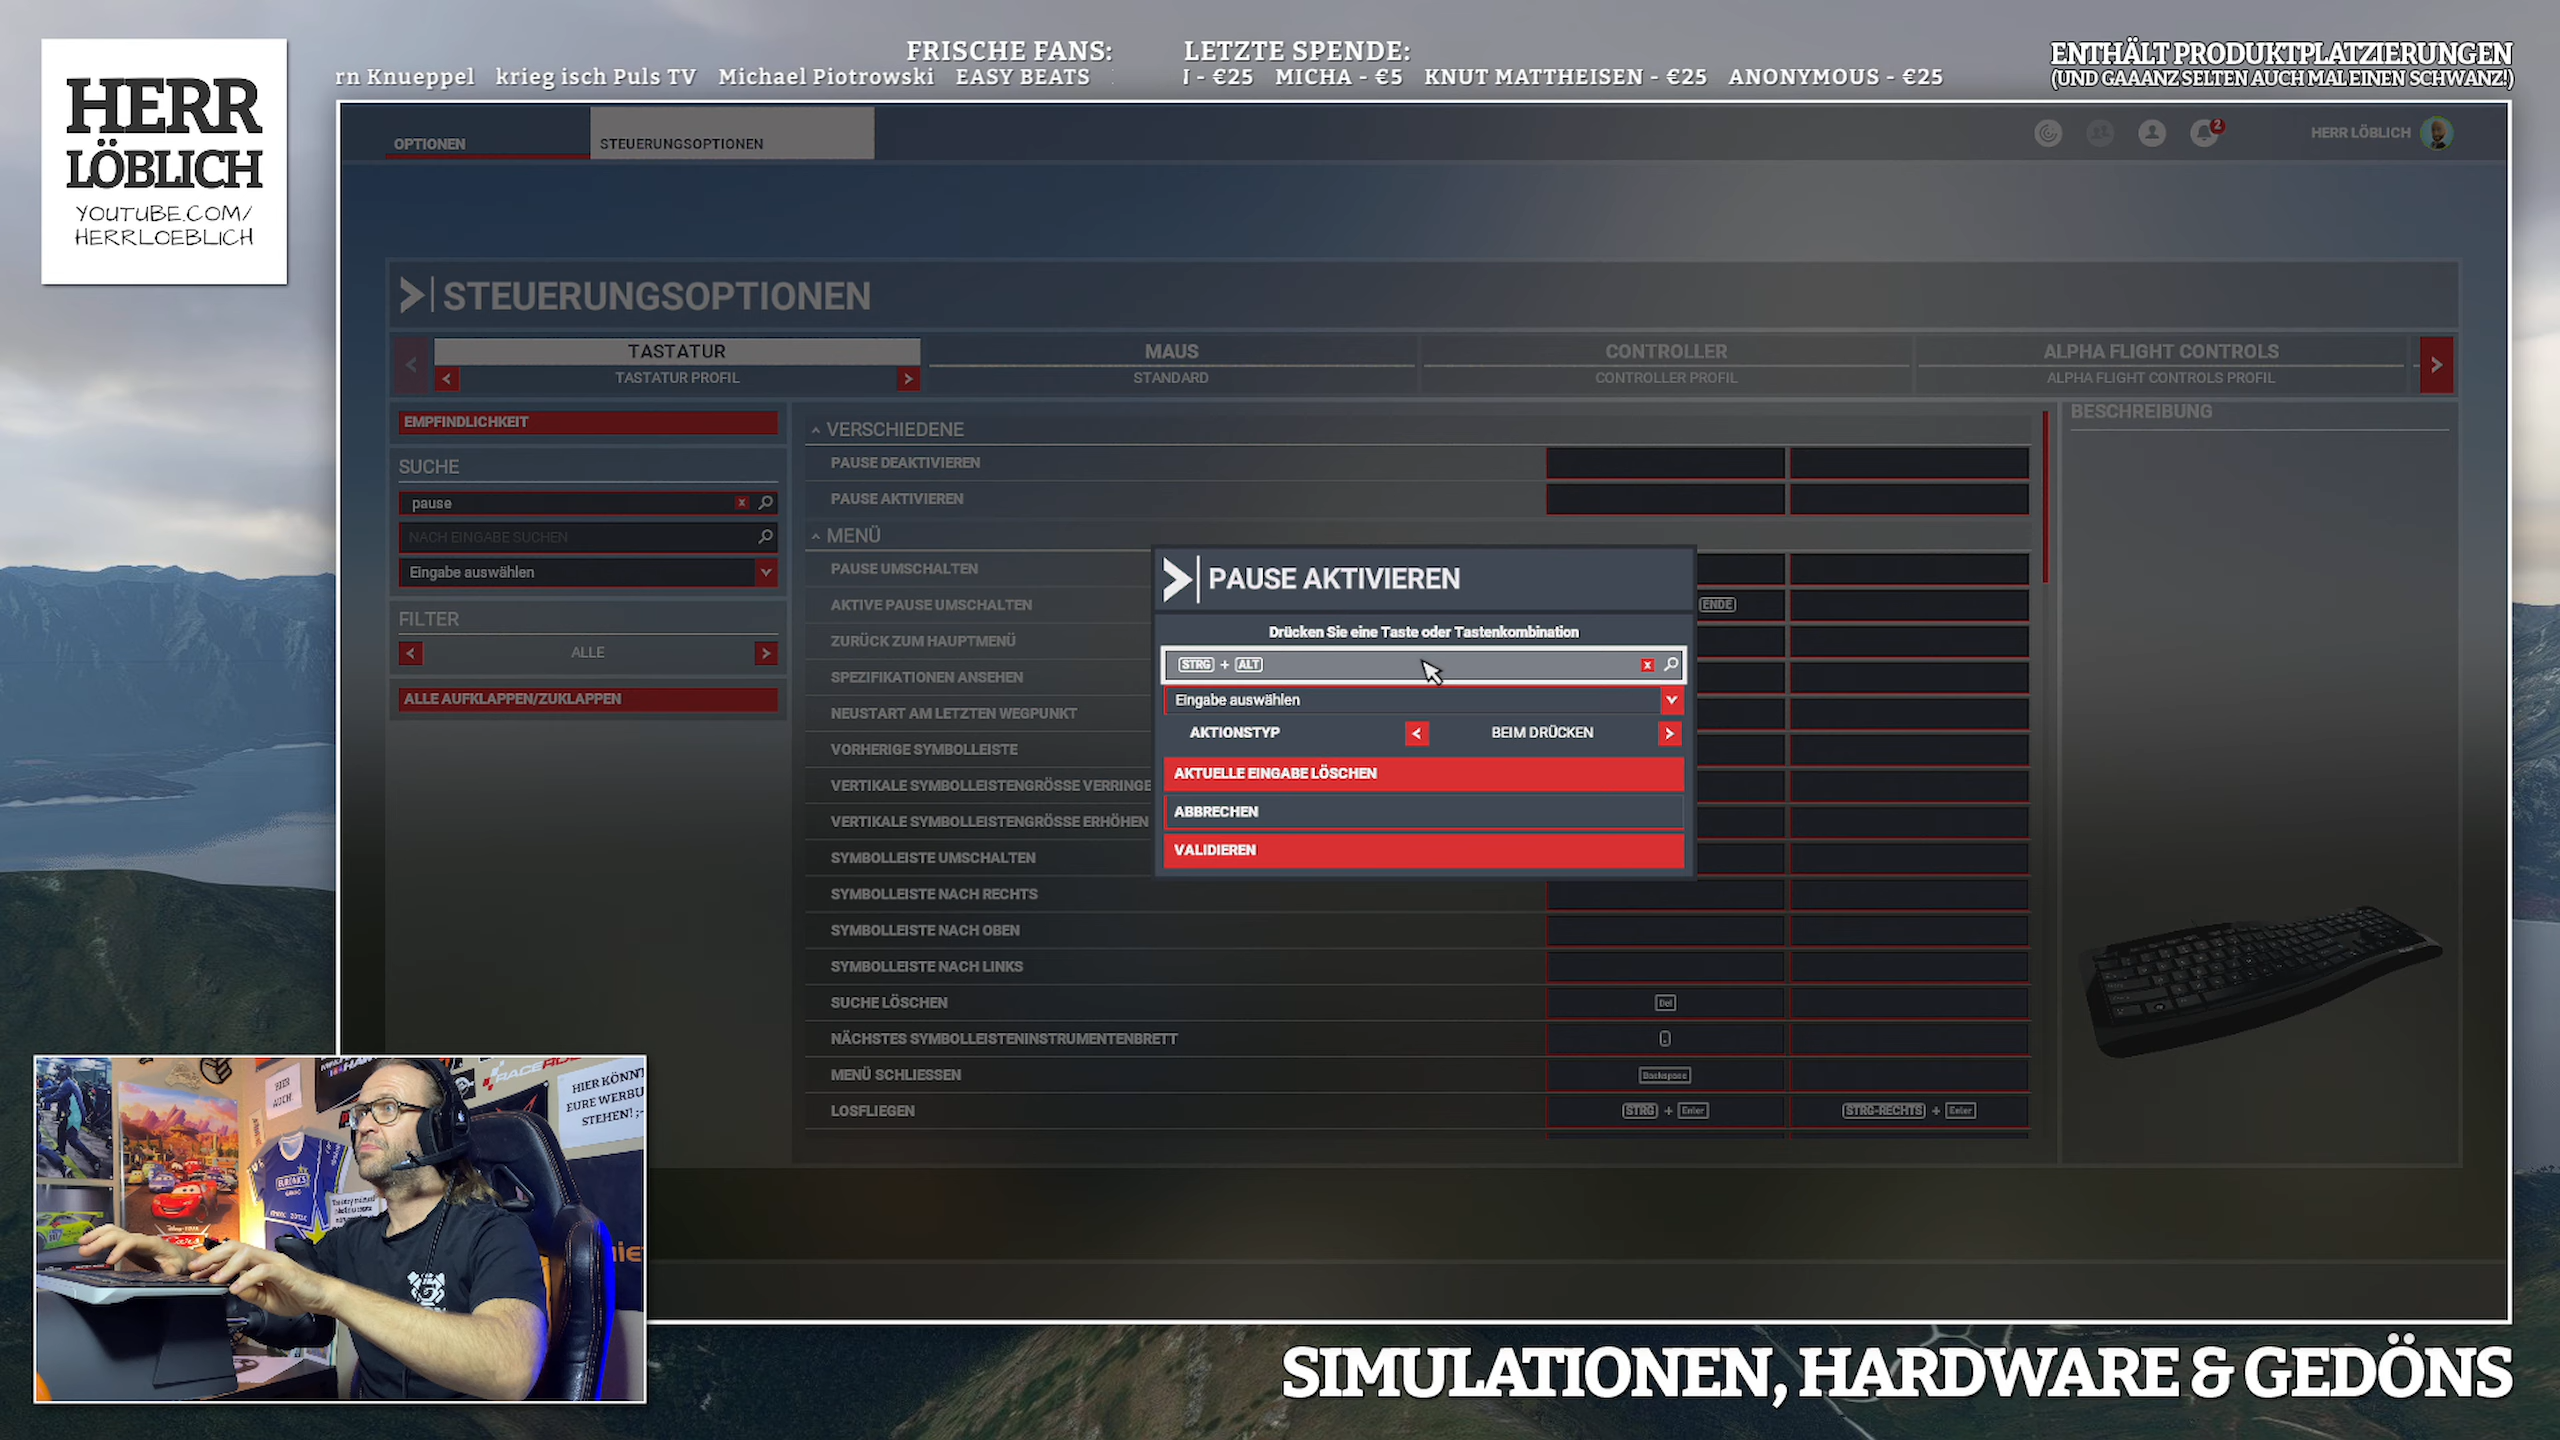 HERR
LÖBLICH
YOUTUBE.COM/
HERRLOEBLICH
FRISCHE FANS:
rn Knueppel krieg isch Puls TV Michael Piotrowski EASY BEATS
LETZTE SPENDE:
I - €25 MICHA - €5 KNUT MATTHEISEN - €25 ANONYMOUS - €25
ENTHÄLT PRODUKTPLATZIERUNGEN
(UND GAAANZ SELTEN AUCH MAL EINEN SCHWANZ!)
OPTIONEN
STEUERUNGSOPTIONEN
2
HERR LÖBLICH
STEUERUNGSOPTIONEN
TASTATUR
TASTATUR PROFIL
MAUS
STANDARD
CONTROLLER
CONTROLLER PROFIL
ALPHA FLIGHT CONTROLS
ALPHA FLIGHT CONTROLS PROFIL
EMPFINDLICHKEIT
SUCHE
pause
NACH EINGABE SUCHEN
Eingabe auswählen
FILTER
ALLE
ALLE AUFKLAPPEN/ZUKLAPPEN
VERSCHIEDENE
PAUSE DEAKTIVIEREN
PAUSE AKTIVIEREN
MENÜ
PAUSE UMSCHALTEN
AKTIVE PAUSE UMSCHALTEN
ENDE
ZURÜCK ZUM HAUPTMENÜ
SPEZIFIKATIONEN ANSEHEN
NEUSTART AM LETZTEN WEGPUNKT
VORHERIGE SYMBOLLEISTE
VERTIKALE SYMBOLLEISTENGRÖSSE VERRINGE
VERTIKALE SYMBOLLEISTENGRÖSSE ERHÖHEN
SYMBOLLEISTE UMSCHALTEN
SYMBOLLEISTE NACH RECHTS
SYMBOLLEISTE NACH OBEN
SYMBOLLEISTE NACH LINKS
SUCHE LÖSCHEN
Del
NÄCHSTES SYMBOLLEISTENINSTRUMENTENBRETT
MENÜ SCHLIESSEN
Backspace
LOSFLIEGEN
STRG + Enter
STRG-RECHTS + Enter
BESCHREIBUNG
PAUSE AKTIVIEREN
Drücken Sie eine Taste oder Tastenkombination
STRG + ALT
Eingabe auswählen
AKTIONSTYP
BEIM DRÜCKEN
AKTUELLE EINGABE LÖSCHEN
ABBRECHEN
VALIDIEREN
HIER
AUCH!
HIER KÖNNT
EURE WERBU
STEHEN! ;-
EURONICS
Cars
SIMULATIONEN, HARDWARE & GEDÖNS